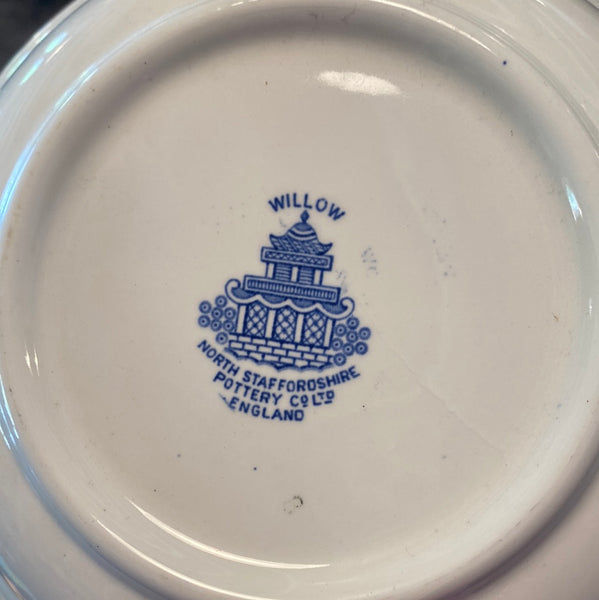 WILLOW
NORTH STAFFORDSHIRE
POTTERY CO LTD
ENGLAND